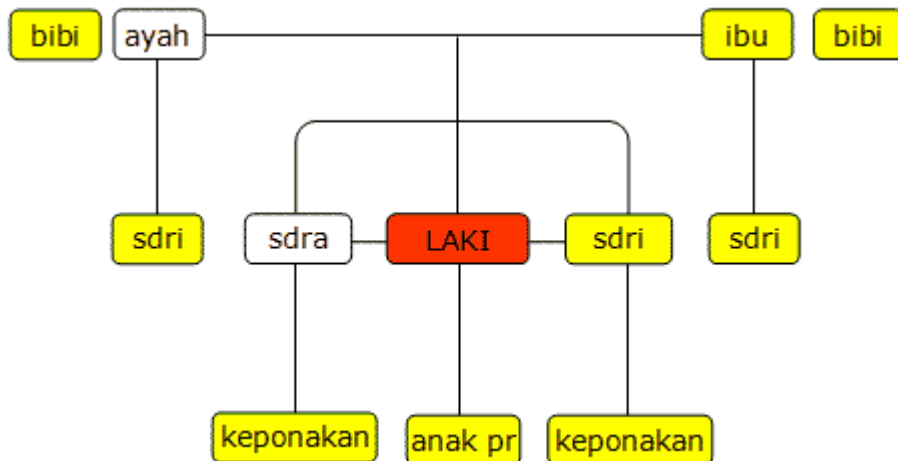 bibi
ayah
ibu
bibi
sdri
sdra
LAKI
sdri
sdri
keponakan
anak pr
keponakan